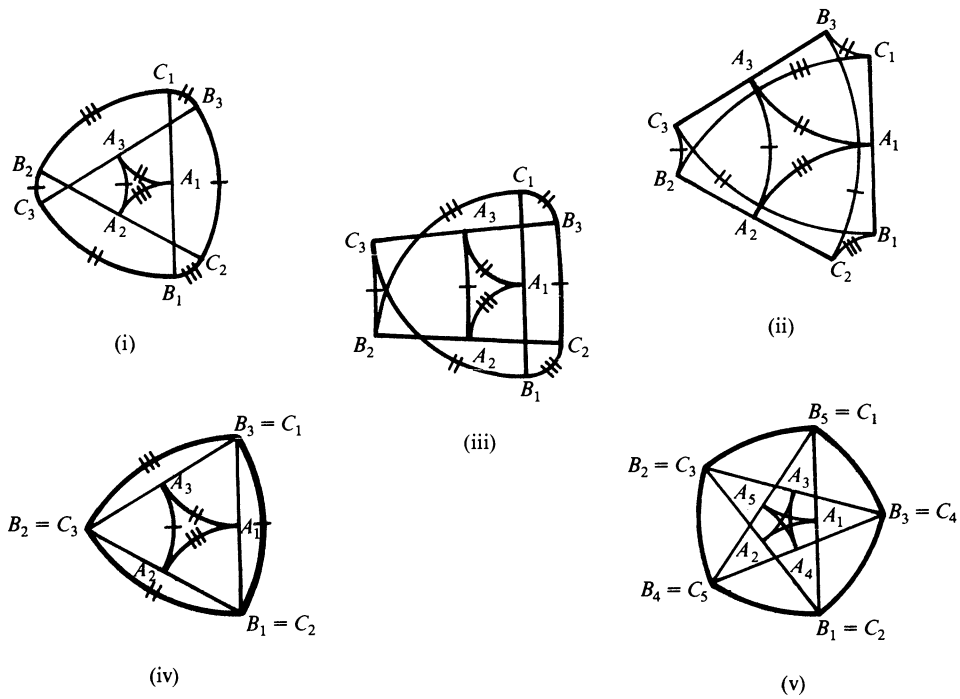 C₁
B₃
A₃
B₂
A₁
C₃
A₂
C₂
B₁
(i)
C₁
A₃
B₃
C₃
A₁
B₂
A₂
C₂
B₁
(iii)
B₃
C₁
A₃
C₃
A₁
B₂
A₂
B₁
C₂
(ii)
B₃ = C₁
A₃
B₂ = C₃
A₁
A₂
B₁ = C₂
(iv)
B₅ = C₁
B₂ = C₃
A₃
A₅
A₁
B₃ = C₄
A₂
A₄
B₄ = C₅
B₁ = C₂
(v)